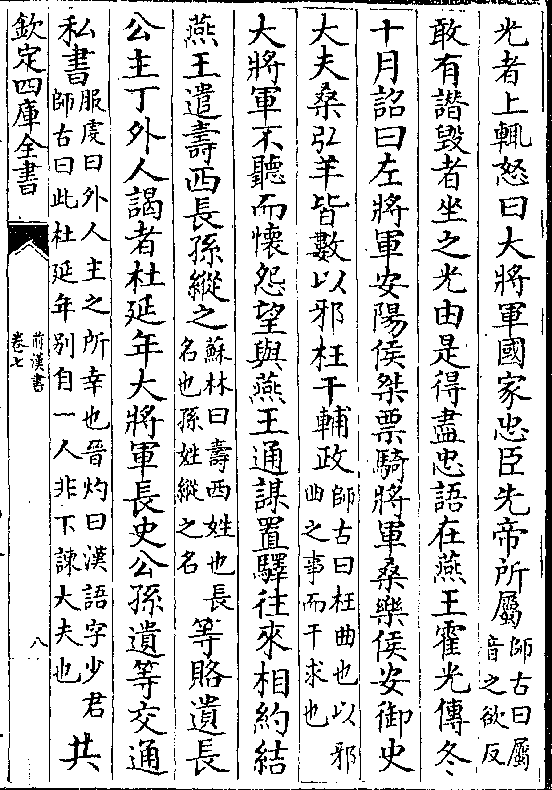 光者上輒怒曰大將軍國家忠臣先帝所屬師古曰屬音之欲反
敢有譖毀者坐之光由是得盡忠語在燕王霍光傳冬
十月詔曰左將軍安陽侯桀票騎將軍桑樂侯安御史
大夫桑弘羊皆數以邪枉干輔政師古曰枉曲也以邪曲之事而干求也
大將軍不聽而懷怨望與燕王通謀置驛往來相約結
燕王遣壽西長孫縱之蘇林曰壽西姓也長名也孫姓縱之名等賂遺長
公主丁外人謁者杜延年大將軍長史公孫遺等交通
私書服虔曰外人主之所幸也晉灼曰漢語字少君師古曰此杜延年别自一人非下諫大夫也共
欽定四庫全書
前漢書
卷七
八